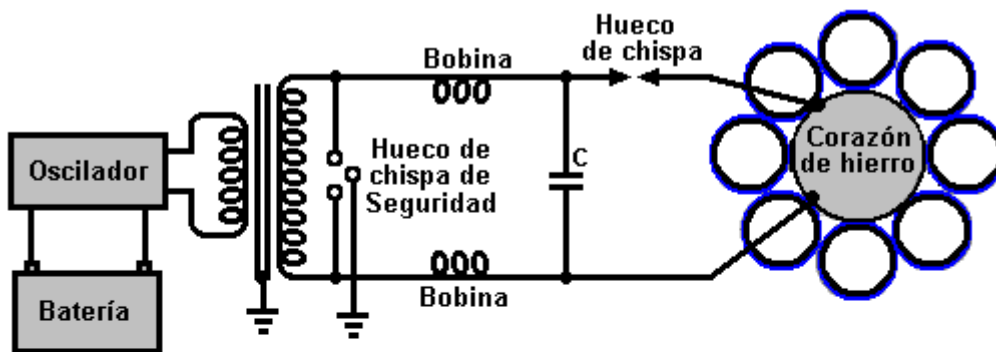 Hueco
de chispa
Bobina
Oscilador
Hueco de
chispa de
Seguridad
C
Corazón
de hierro
Batería
Bobina